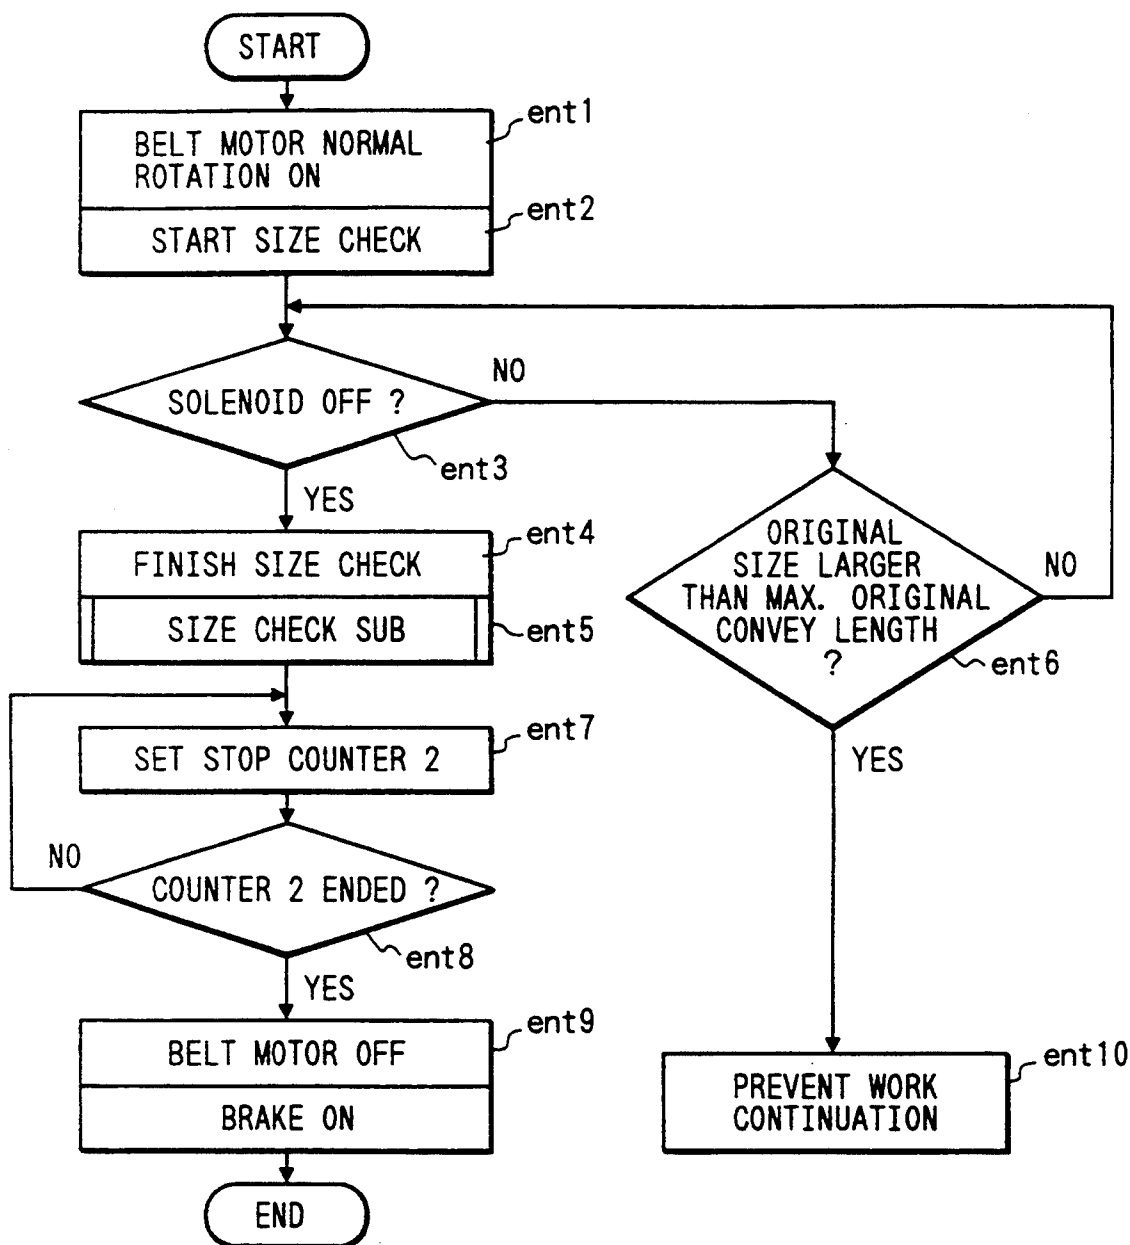 START
ent1
BELT MOTOR NORMAL
ROTATION ON
ent2
START SIZE CHECK
SOLENOID OFF ?
NO
ent3
YES
ent4
FINISH SIZE CHECK
SIZE CHECK SUB
ent5
ORIGINAL
SIZE LARGER
THAN MAX. ORIGINAL
CONVEY LENGTH
?
NO
ent6
YES
ent7
SET STOP COUNTER 2
NO
COUNTER 2 ENDED ?
ent8
YES
ent9
BELT MOTOR OFF
BRAKE ON
ent10
PREVENT WORK
CONTINUATION
END